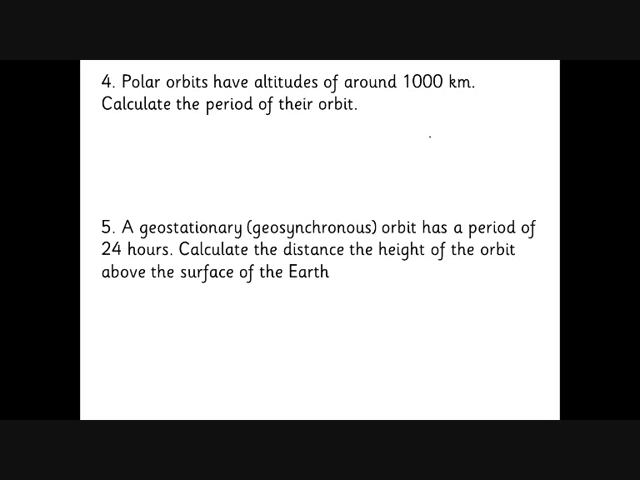 4. Polar orbits have altitudes of around 1000 km.
Calculate the period of their orbit.
5. A geostationary (geosynchronous) orbit has a period of
24 hours. Calculate the distance the height of the orbit
above the surface of the Earth